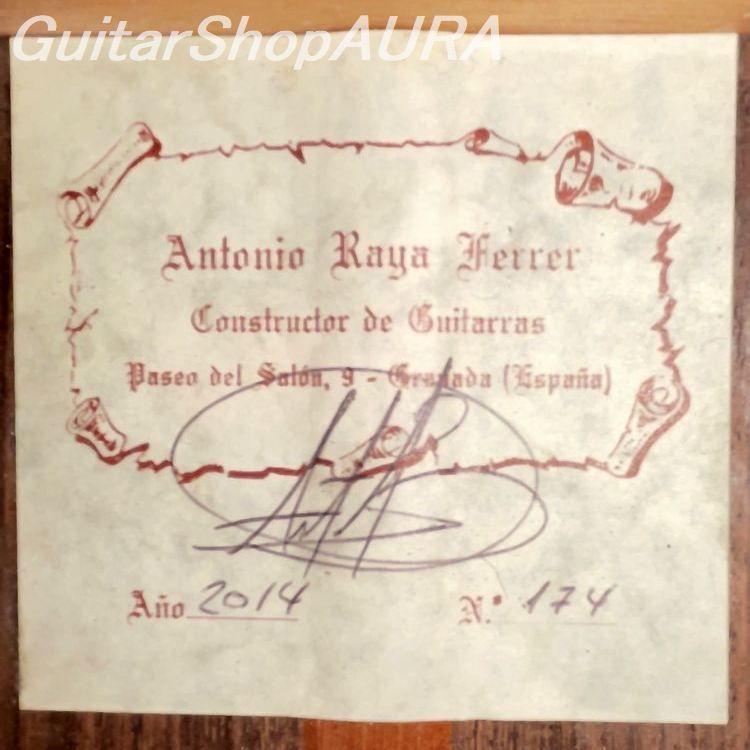 GuitarShopAURA
Antonio Raya Ferrer
Constructor de Guitarras
Paseo del Salón, 9 - Granada (España)
Año 2014 N.º 174